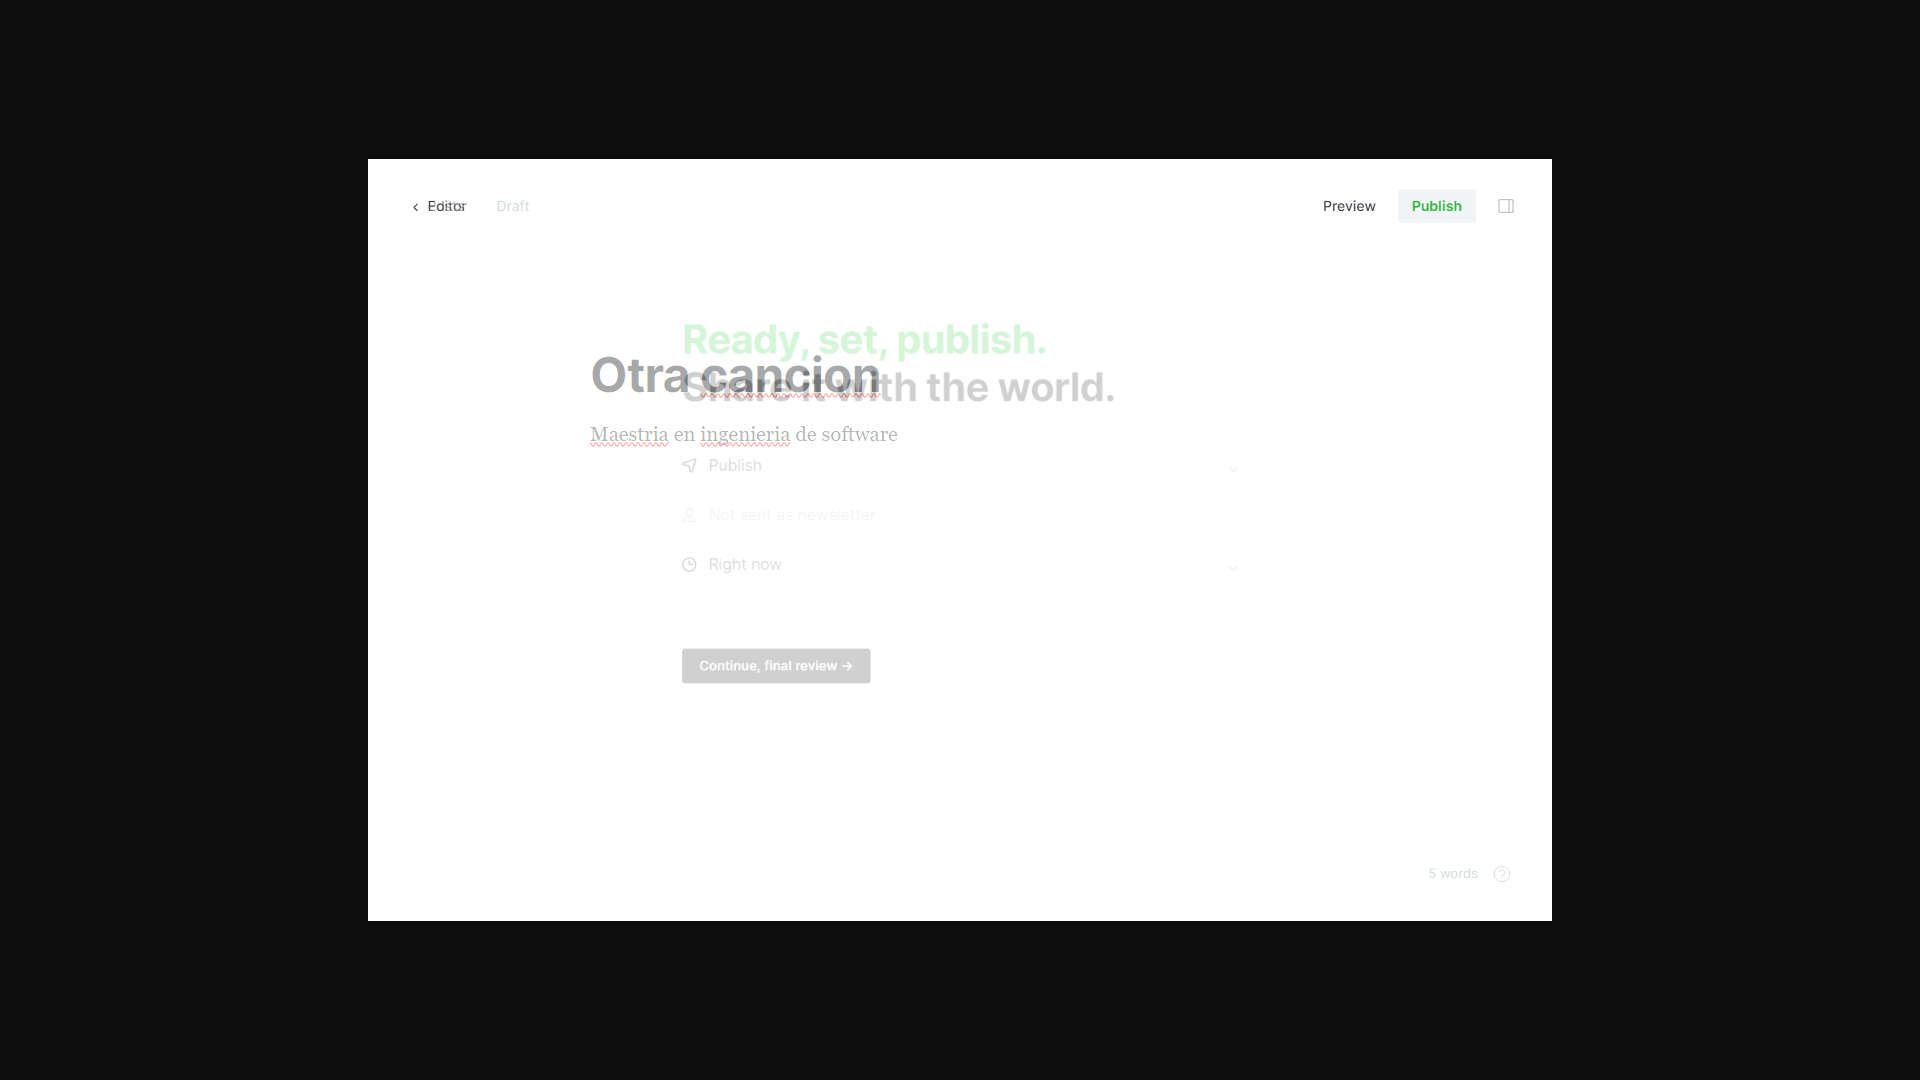 Editor Draft Preview Publish
Ready, set, publish.
Otra cancion
Share it with the world.
Maestria en ingenieria de software
Publish
Not sent as newsletter
Right now
Continue, final review →
5 words